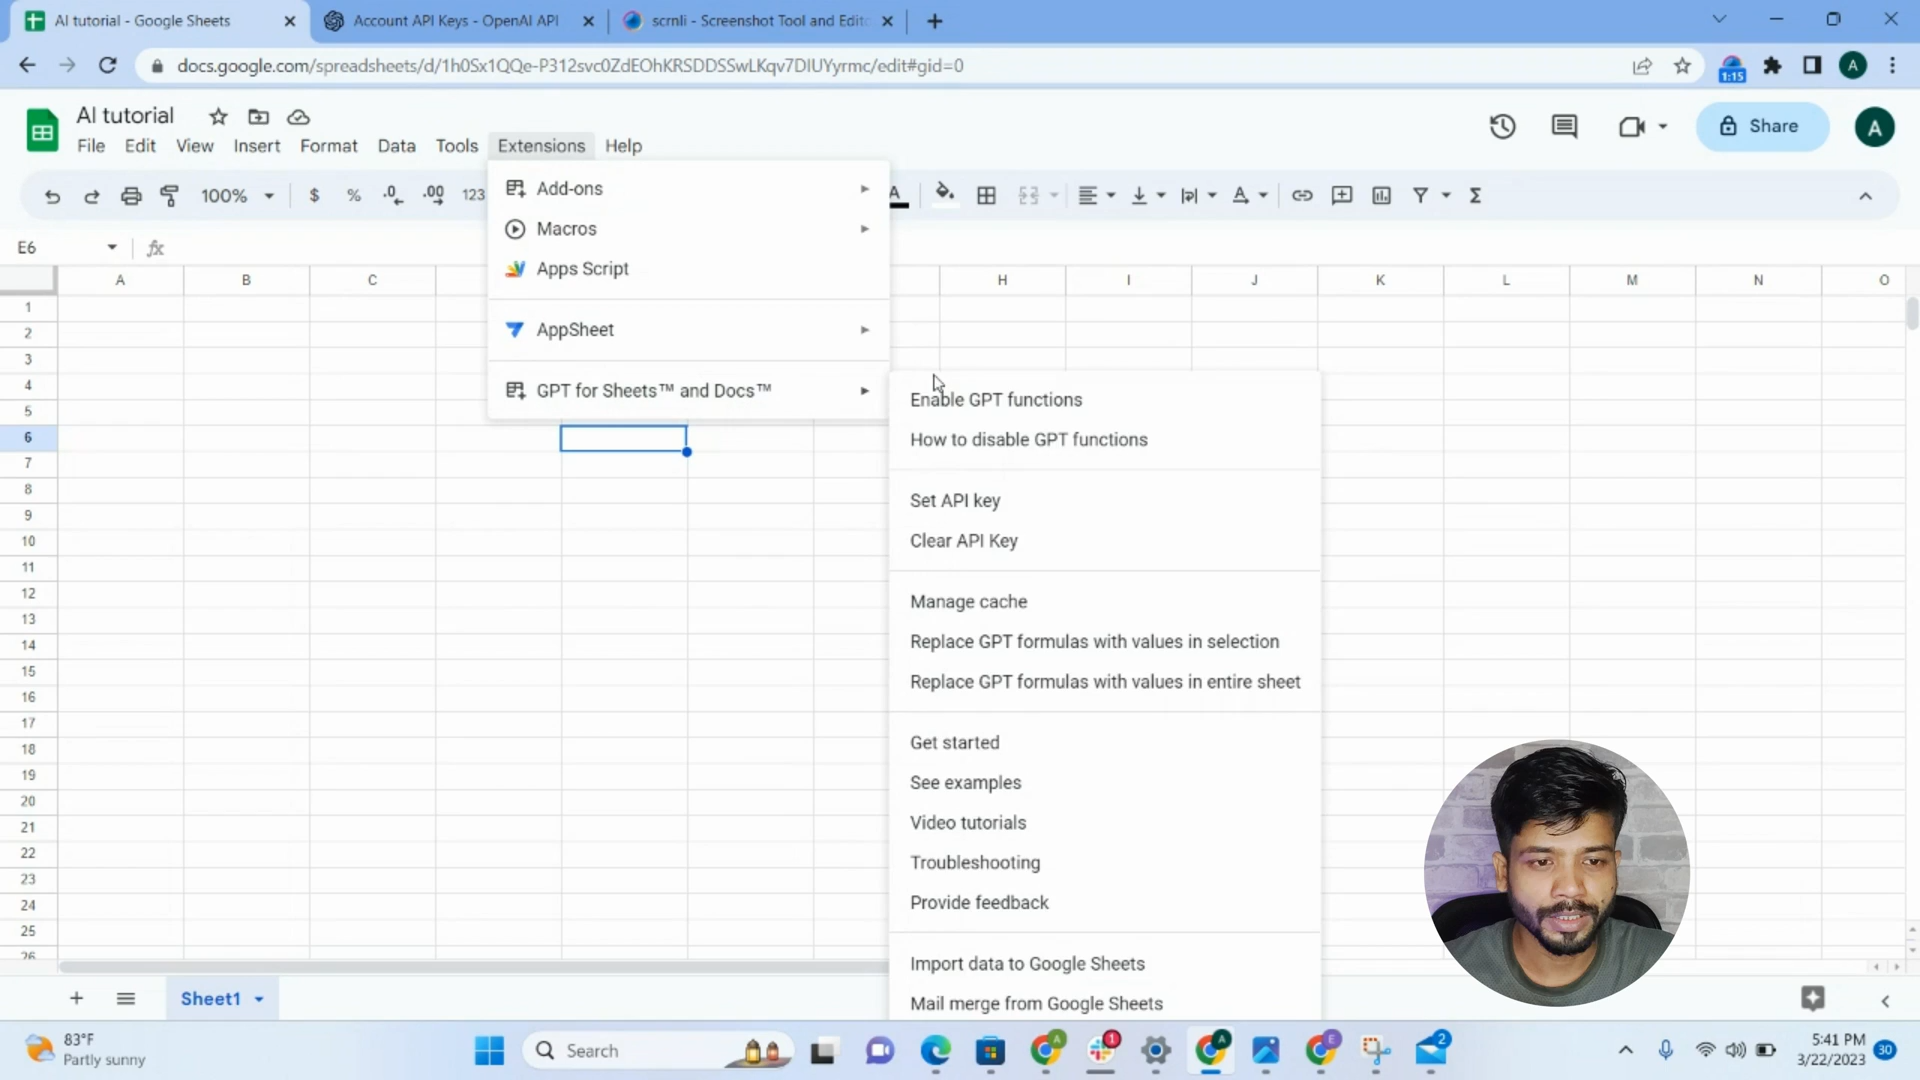 AI tutorial - Google Sheets
Account API Keys - OpenAI API
scrnli - Screenshot Tool and Edit
docs.google.com/spreadsheets/d/1h0Sx1QQe-P312svc0ZdEOhKRSDDSSwLKqv7DIUYyrmc/edit#gid=0
1:15
A
AI tutorial
File Edit View Insert Format Data Tools Extensions Help
Share
A
100% $ % .0 .00 123
A
E6
fx
A B C H I J K L M N O
Add-ons
Macros
Apps Script
AppSheet
GPT for Sheets™ and Docs™
Enable GPT functions
How to disable GPT functions
Set API key
Clear API Key
Manage cache
Replace GPT formulas with values in selection
Replace GPT formulas with values in entire sheet
Get started
See examples
Video tutorials
Troubleshooting
Provide feedback
Import data to Google Sheets
Mail merge from Google Sheets
1
2
3
4
5
6
7
8
9
10
11
12
13
14
15
16
17
18
19
20
21
22
23
24
25
26
Sheet1
83°F
Partly sunny
Search
A
1
A
E
2
5:41 PM
3/22/2023
30